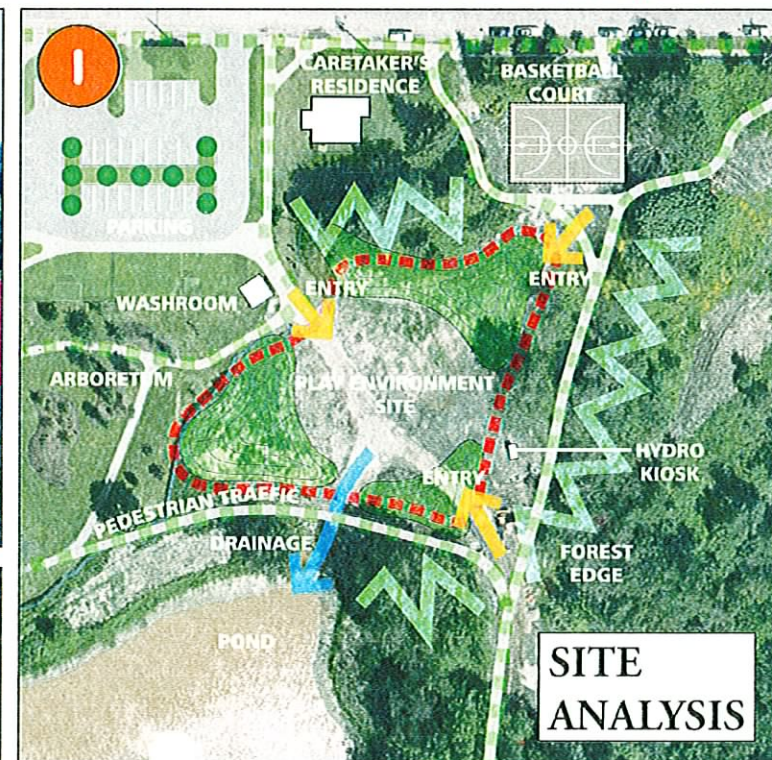 1
CARETAKER'S
RESIDENCE
BASKETBALL
COURT
PARKING
ENTRY
ENTRY
WASHROOM
ARBORETUM
PLAY ENVIRONMENT
SITE
HYDRO
KIOSK
ENTRY
PEDESTRIAN TRAFFIC
DRAINAGE
FOREST
EDGE
POND
SITE
ANALYSIS